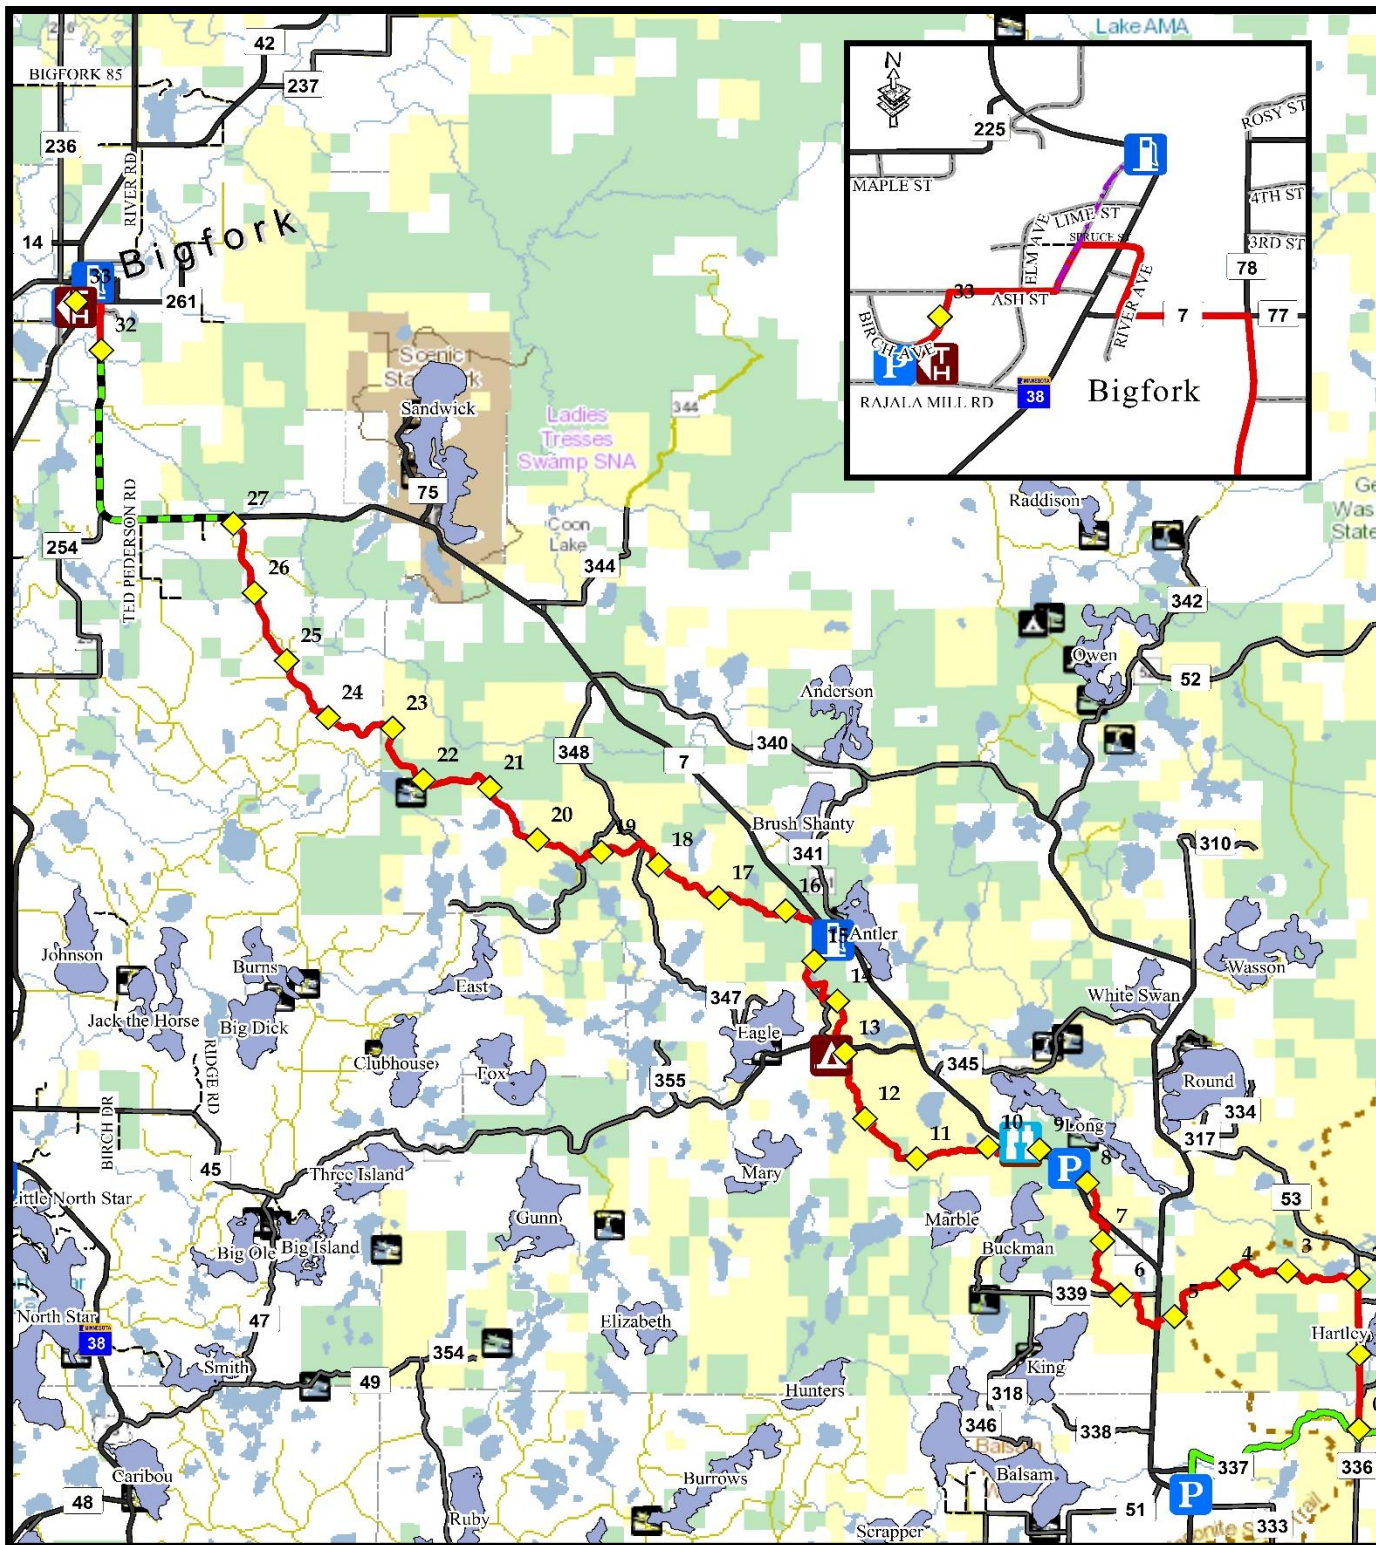 Lake AMA
236
42
BIGFORK 85
237
236
RIVER RD
14
Bigfork
33
261
32
N
225
ROSY ST
MAPLE ST
4TH ST
LIME ST
SPRUCE ST
3RD ST
ELM AVE
78
33
ASH ST
RIVER AVE
7
77
BIRCH AVE
P
T
H
RAJALA MILL RD
MINNESOTA
38
Bigfork
H
Scenic
Sandwick
344
Ladies
Tresses
Swamp SNA
75
27
TED PEDERSON RD
254
Coon
Lake
344
Raddison
State
26
342
25
Owen
52
52
24
23
Anderson
340
348
7
22
21
20
19
18
Brush Shanty
341
310
17
16
15
Antler
Johnson
Burns
East
14
Wasson
White Swan
347
Jack the Horse
Big Dick
Eagle
13
RIDGE RD
Clubhouse
Fox
355
345
Round
334
12
BIRCH DR
11
10
9
Long
317
8
P
45
Three Island
Mary
Little North Star
Gunn
Marble
53
7
Big Ole
Big Island
Buckman
4
3
6
5
339
North Star
47
Elizabeth
Hartley
MINNESOTA
38
354
Smith
49
King
Hunters
318
346
338
Balsam
Balsam
337
336
Caribou
48
Burrows
Ruby
P
51
Scrapper
333
Trail